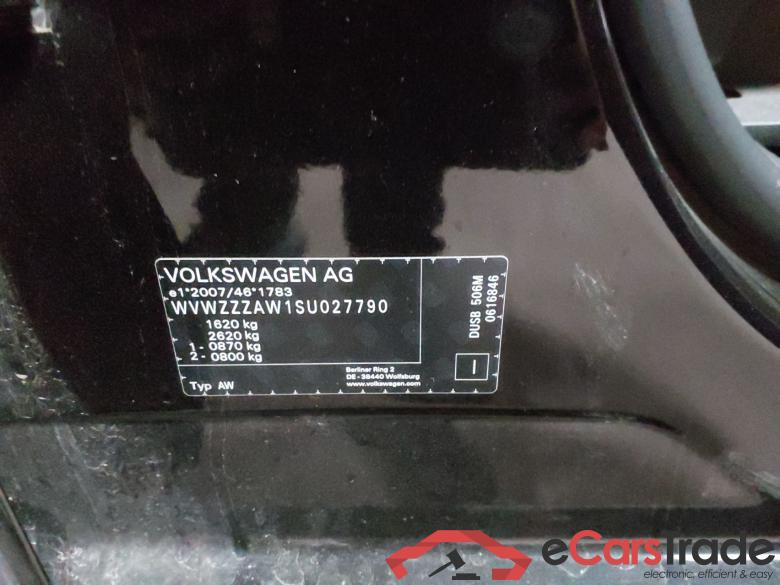 VOLKSWAGEN AG
e1*2007/46*1783
WVWZZZAW1SU027790
1620 kg
2620 kg
1- 0870 kg
2- 0800 kg
Typ AW
Berliner Ring 2
DE - 38440 Wolfsburg
www.volkswagen.com
DUSB 506M
0616846
I
eCarsTrade
electronic, efficient & easy